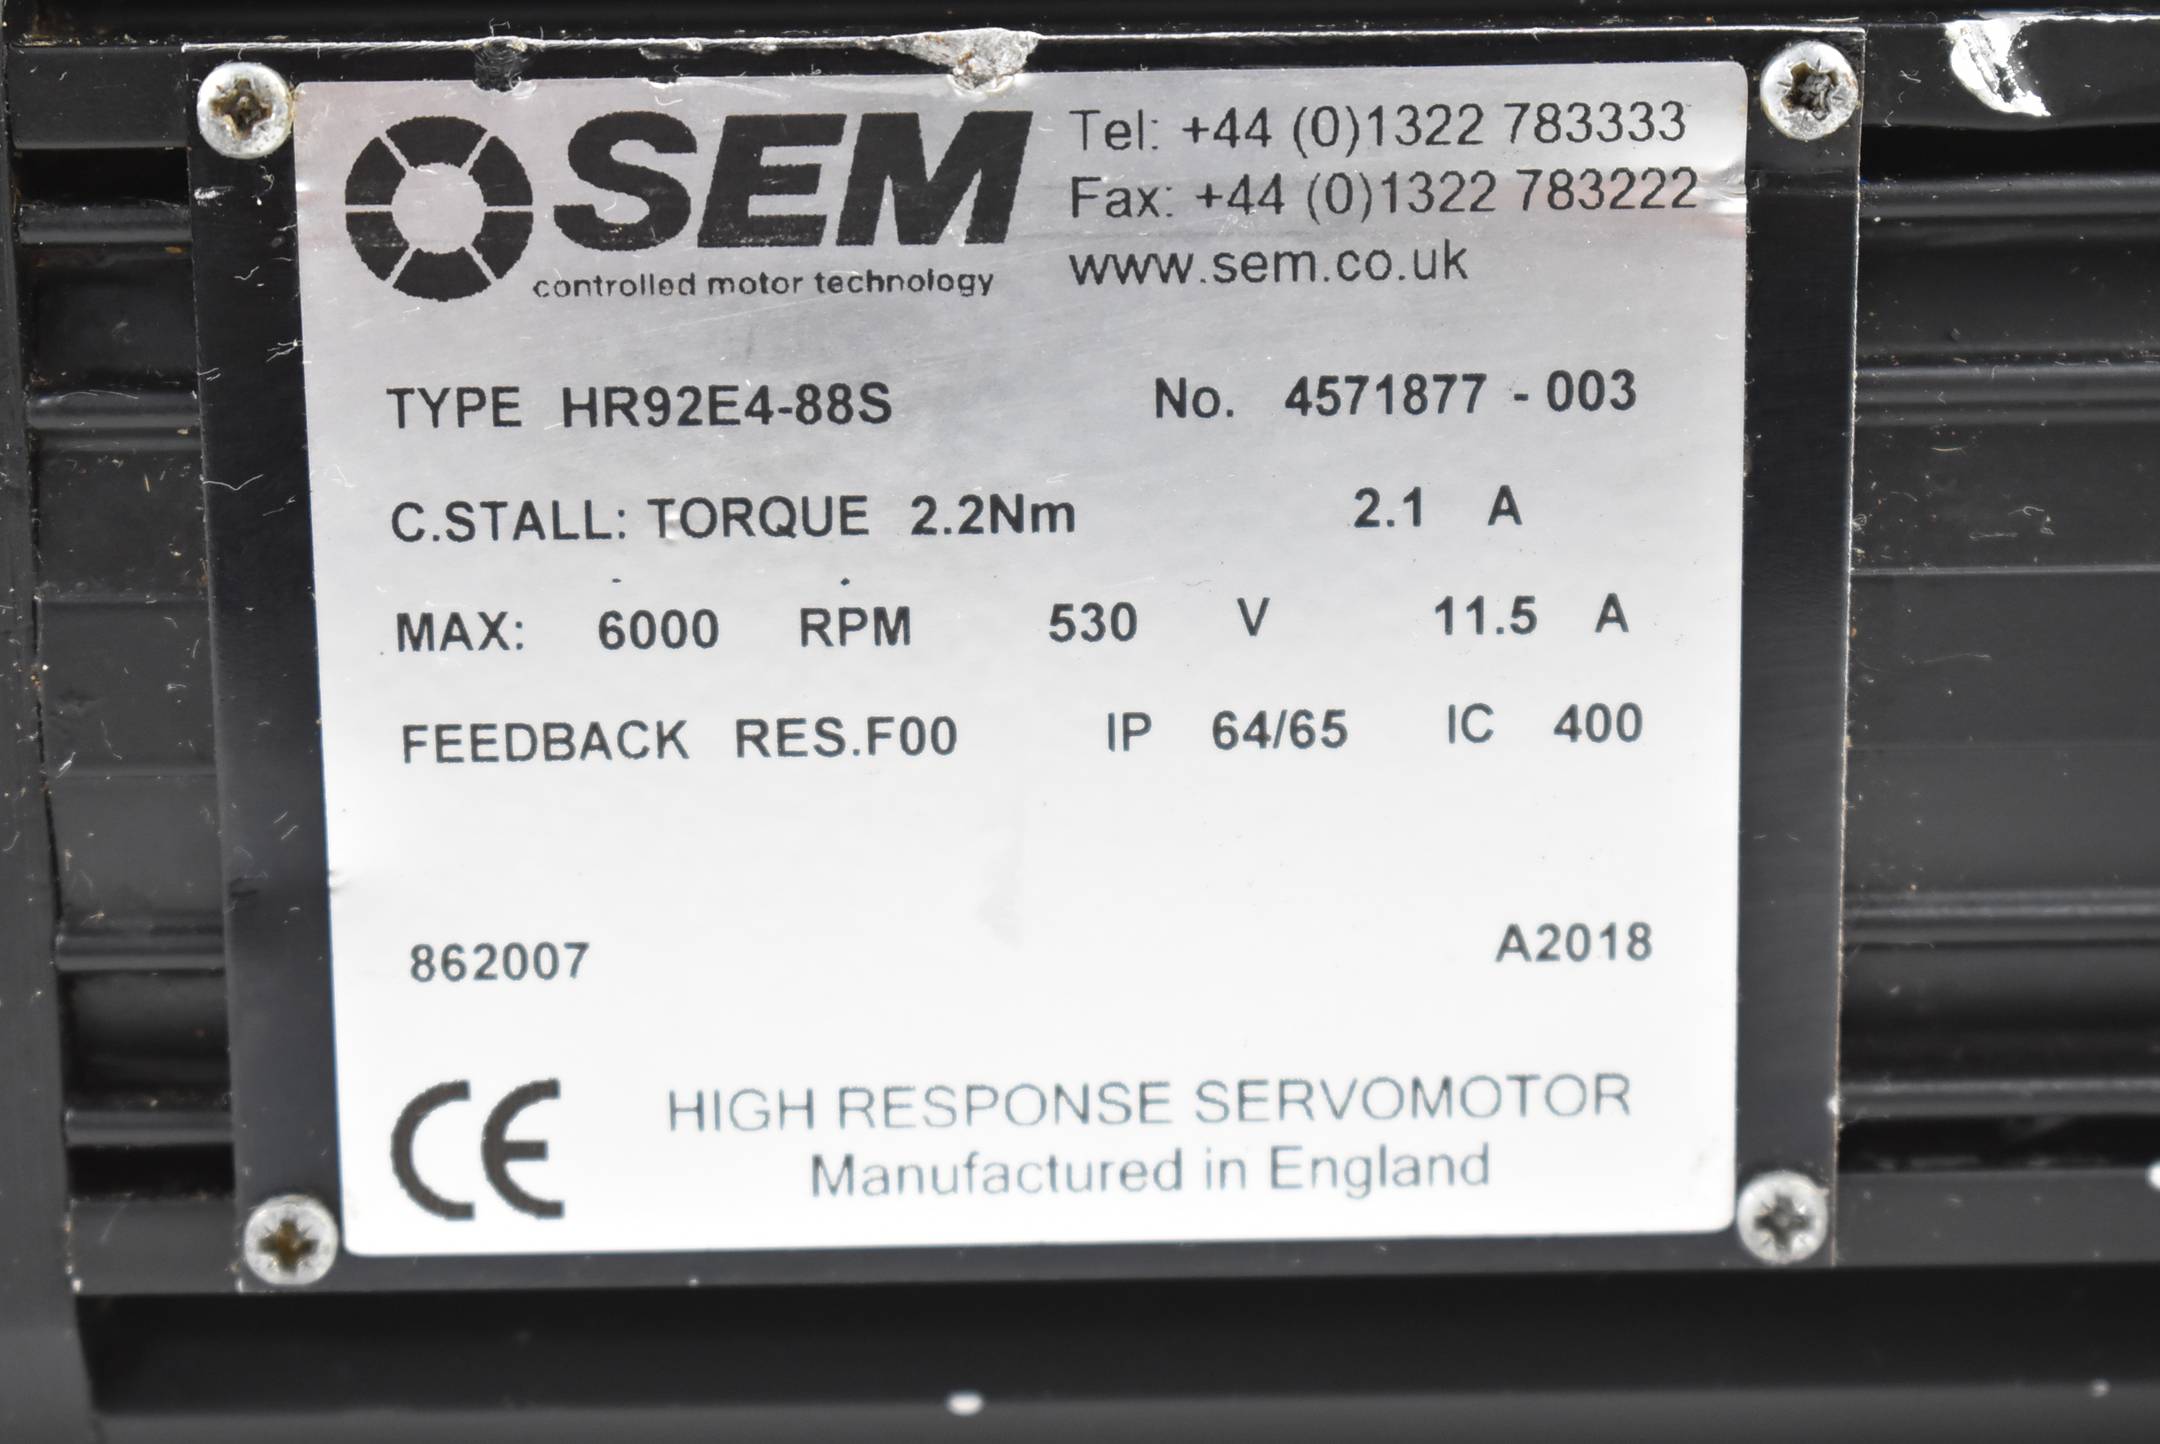 SEM
controlled motor technology
Tel: +44 (0)1322 783333
Fax: +44 (0)1322 783222
www.sem.co.uk
TYPE HR92E4-88S No. 4571877 - 003
C.STALL: TORQUE 2.2Nm 2.1 A
MAX: 6000 RPM 530 V 11.5 A
FEEDBACK RES.F00 IP 64/65 IC 400
862007 A2018
CE
HIGH RESPONSE SERVOMOTOR
Manufactured in England